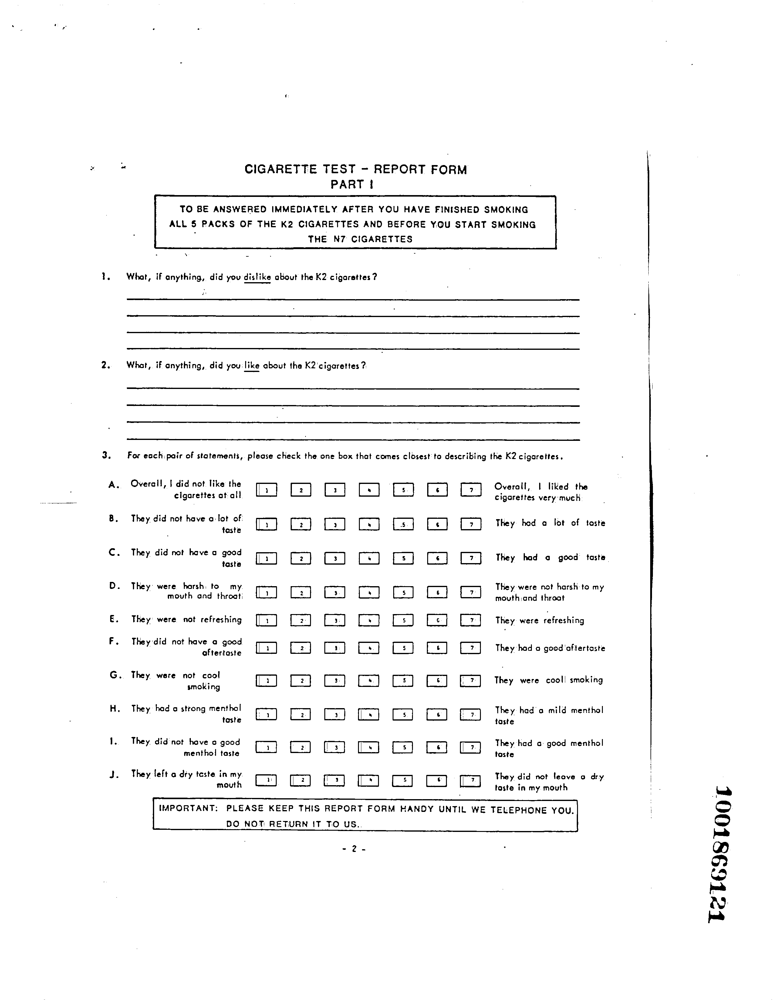 CIGARETTE TEST – REPORT FORM
PART I
TO BE ANSWERED IMMEDIATELY AFTER YOU HAVE FINISHED SMOKING
ALL 5 PACKS OF THE K2 CIGARETTES AND BEFORE YOU START SMOKING
THE N7 CIGARETTES
1. What, if anything, did you dislike about the K2 cigarettes?
2. What, if anything, did you like about the K2 cigarettes?
3. For each pair of statements, please check the one box that comes closest to describing the K2 cigarettes.
A. Overall, I did not like the cigarettes at all 1 2 3 4 5 6 7 Overall, I liked the cigarettes very much
B. They did not have a lot of taste 1 2 3 4 5 6 7 They had a lot of taste
C. They did not have a good taste 1 2 3 4 5 6 7 They had a good taste
D. They were harsh to my mouth and throat 1 2 3 4 5 6 7 They were not harsh to my mouth and throat
E. They were not refreshing 1 2 3 4 5 6 7 They were refreshing
F. They did not have a good aftertaste 1 2 3 4 5 6 7 They had a good aftertaste
G. They were not cool smoking 1 2 3 4 5 6 7 They were cool smoking
H. They had a strong menthol taste 1 2 3 4 5 6 7 They had a mild menthol taste
I. They did not have a good menthol taste 1 2 3 4 5 6 7 They had a good menthol taste
J. They left a dry taste in my mouth 1 2 3 4 5 6 7 They did not leave a dry taste in my mouth
IMPORTANT: PLEASE KEEP THIS REPORT FORM HANDY UNTIL WE TELEPHONE YOU.
DO NOT RETURN IT TO US.
- 2 -
1001869121